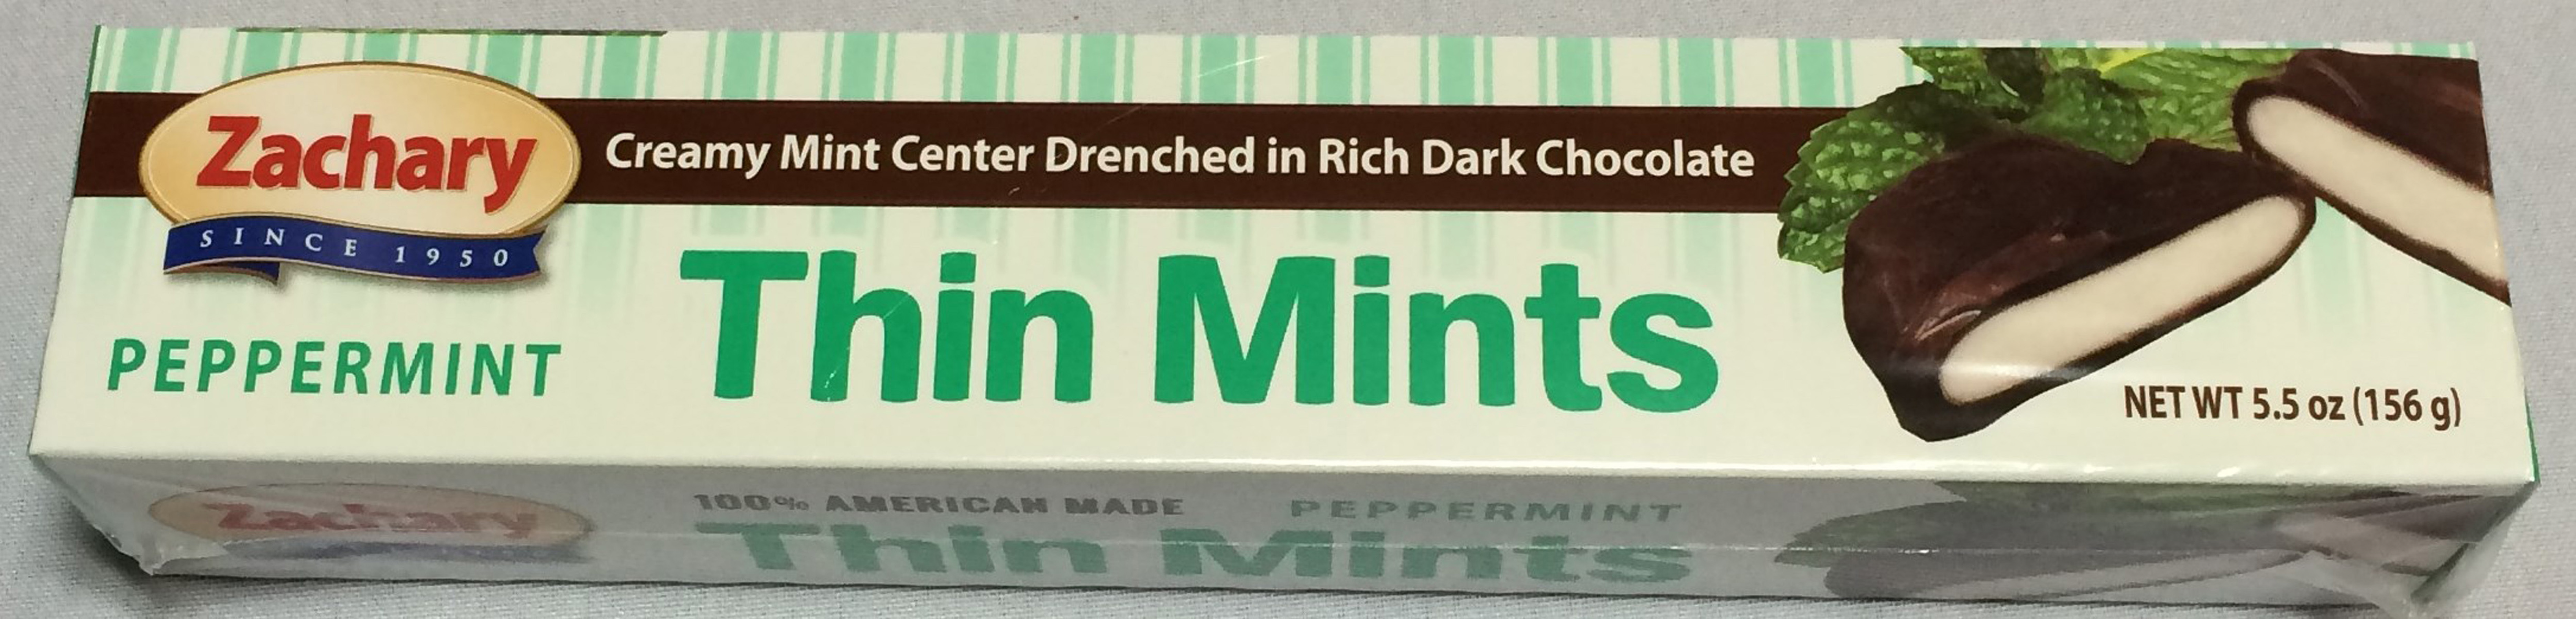 Zachary
SINCE 1950
Creamy Mint Center Drenched in Rich Dark Chocolate
PEPPERMINT
Thin Mints
NET WT 5.5 oz (156 g)
Zachary
100% AMERICAN MADE
PEPPERMINT
Thin Mints